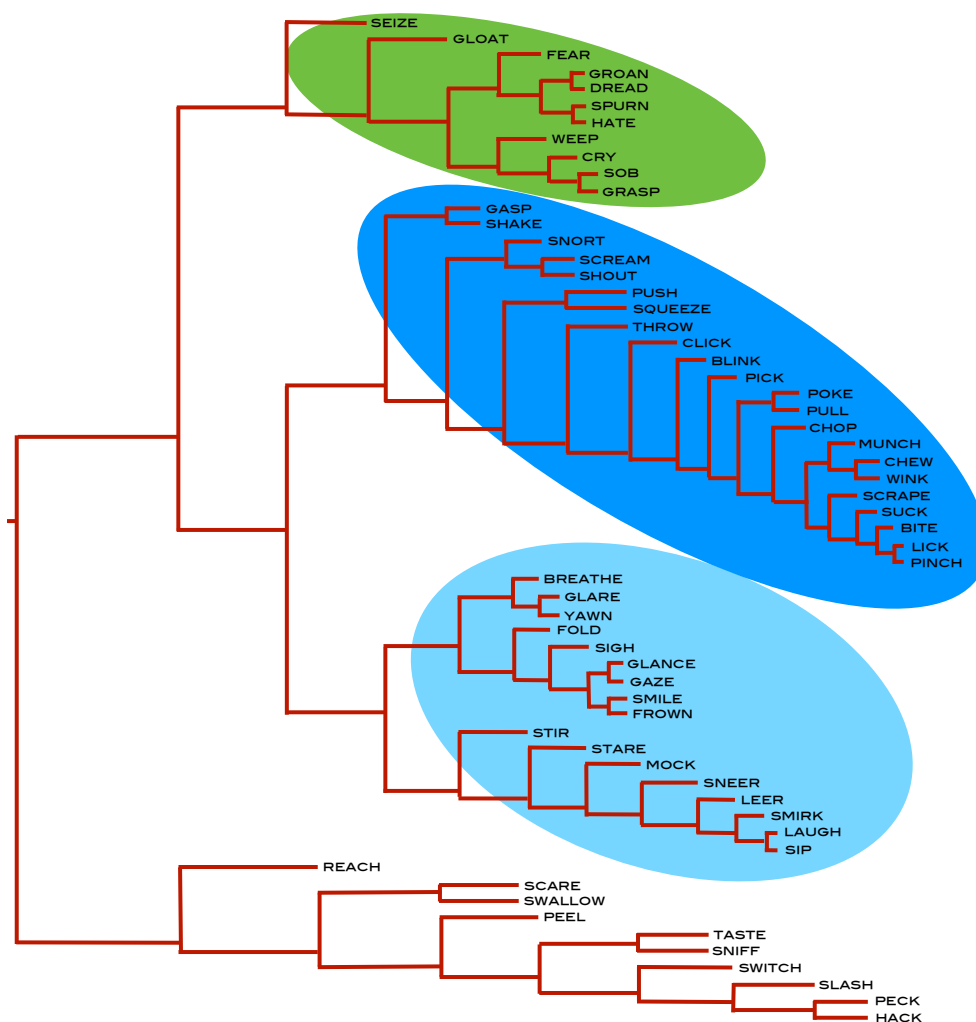 SEIZE
GLOAT
FEAR
GROAN
DREAD
SPURN
HATE
WEEP
CRY
SOB
GRASP
GASP
SHAKE
SNORT
SCREAM
SHOUT
PUSH
SQUEEZE
THROW
CLICK
BLINK
PICK
POKE
PULL
CHOP
MUNCH
CHEW
WINK
SCRAPE
SUCK
BITE
LICK
PINCH
BREATHE
GLARE
YAWN
FOLD
SIGH
GLANCE
GAZE
SMILE
FROWN
STIR
STARE
MOCK
SNEER
LEER
SMIRK
LAUGH
SIP
REACH
SCARE
SWALLOW
PEEL
TASTE
SNIFF
SWITCH
SLASH
PECK
HACK